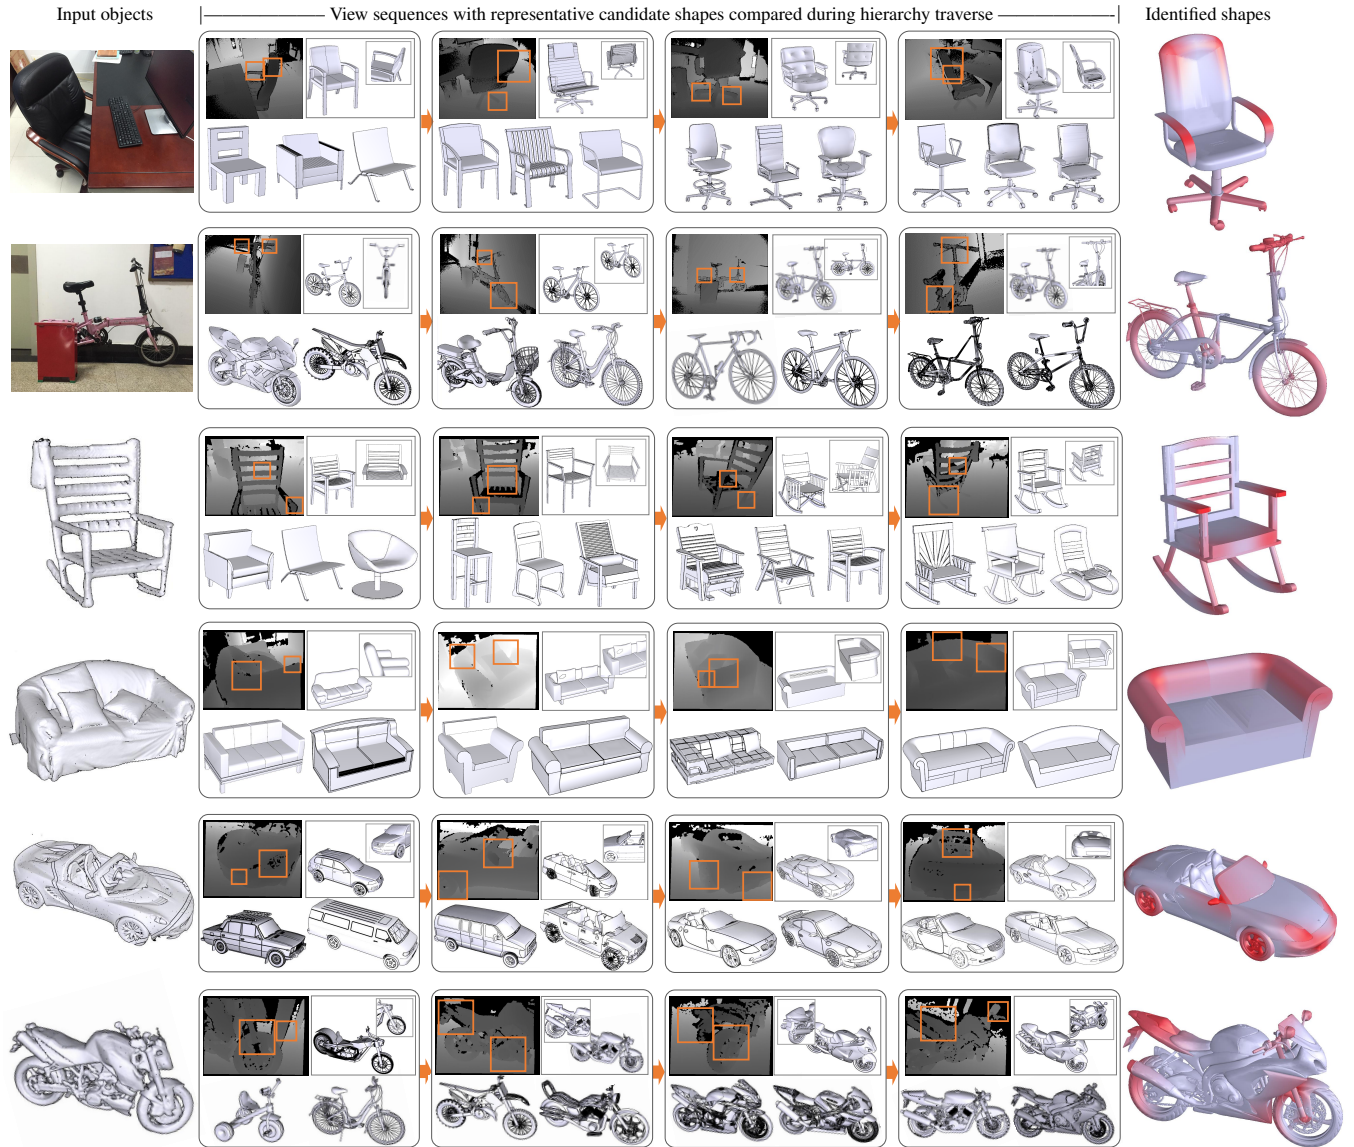 Input objects
View sequences with representative candidate shapes compared during hierarchy traverse
Identified shapes